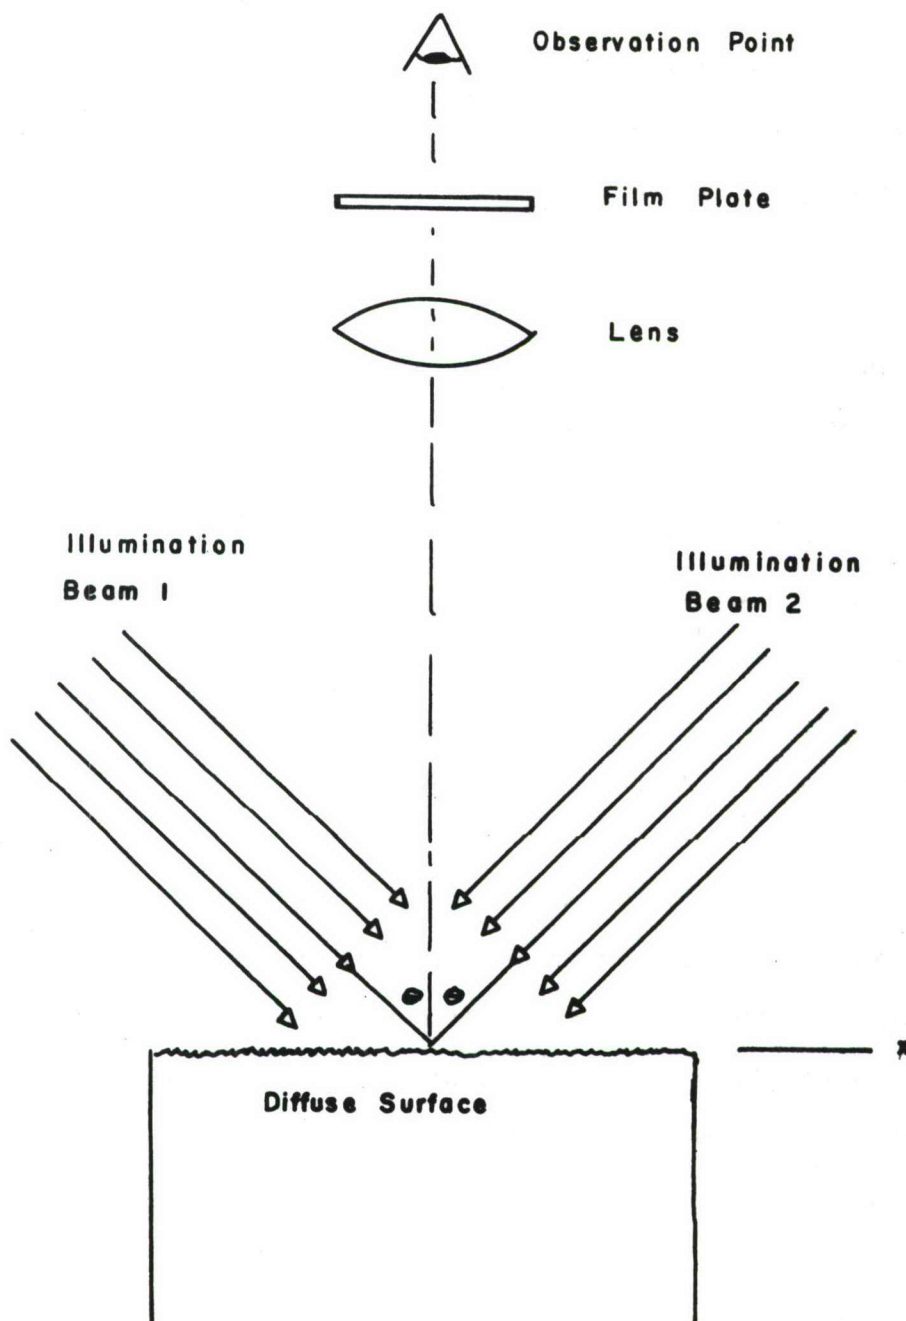 Observation Point
Film Plate
Lens
Illumination
Beam 1
Illumination
Beam 2
θ θ
x
Diffuse Surface